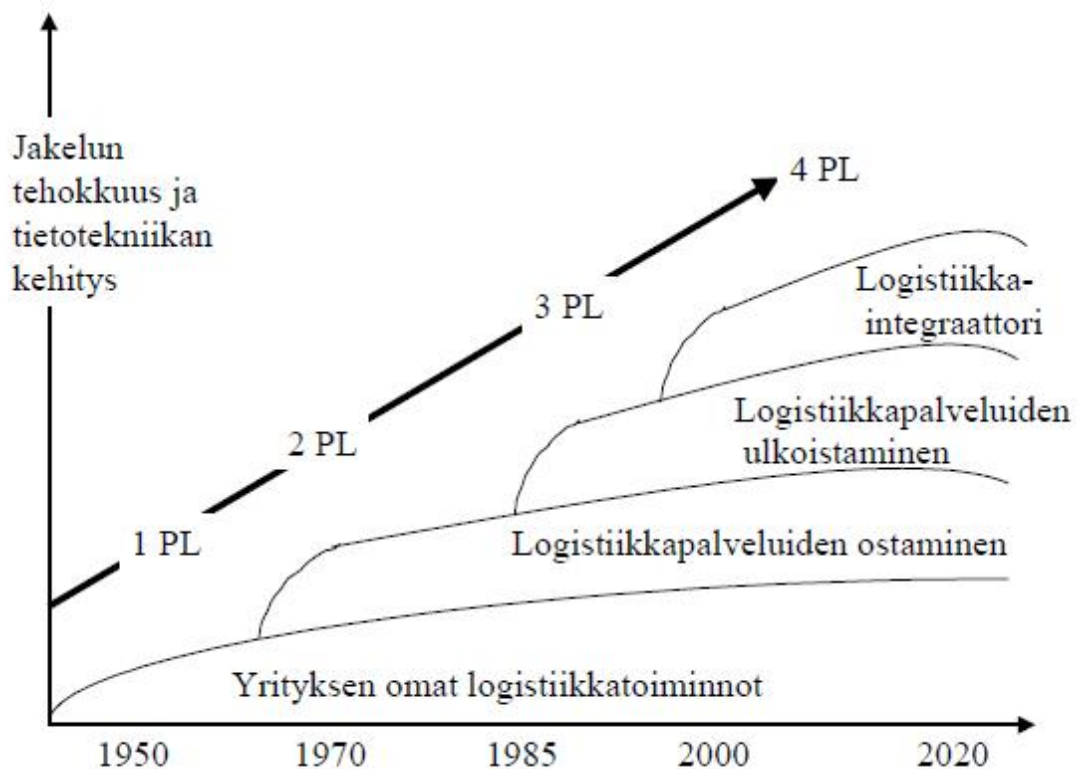 Jakelun
tehokkuus ja
tietotekniikan
kehitys
4 PL
3 PL
2 PL
1 PL
Logistiikka-
integraattori
Logistiikkapalveluiden
ulkoistaminen
Logistiikkapalveluiden ostaminen
Yrityksen omat logistiikkatoiminnot
1950 1970 1985 2000 2020